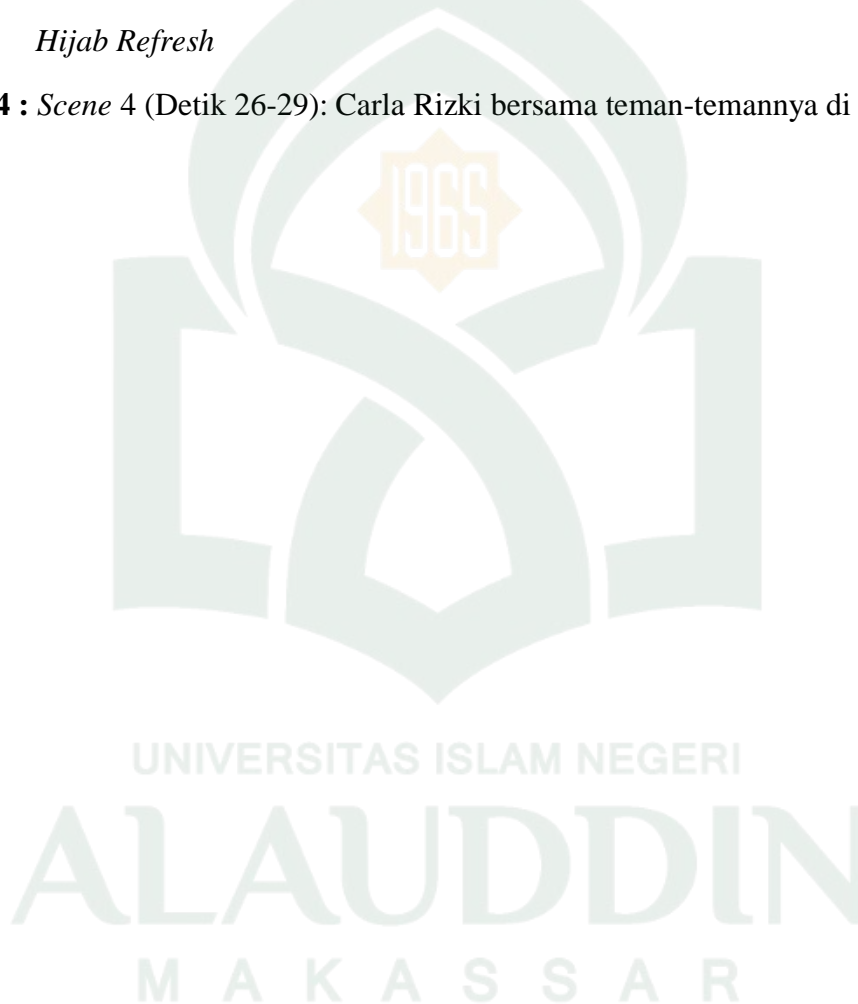 Hijab Refresh
4 : Scene 4 (Detik 26-29): Carla Rizki bersama teman-temannya di
1965
UNIVERSITAS ISLAM NEGERI
ALAUDDIN
MAKASSAR